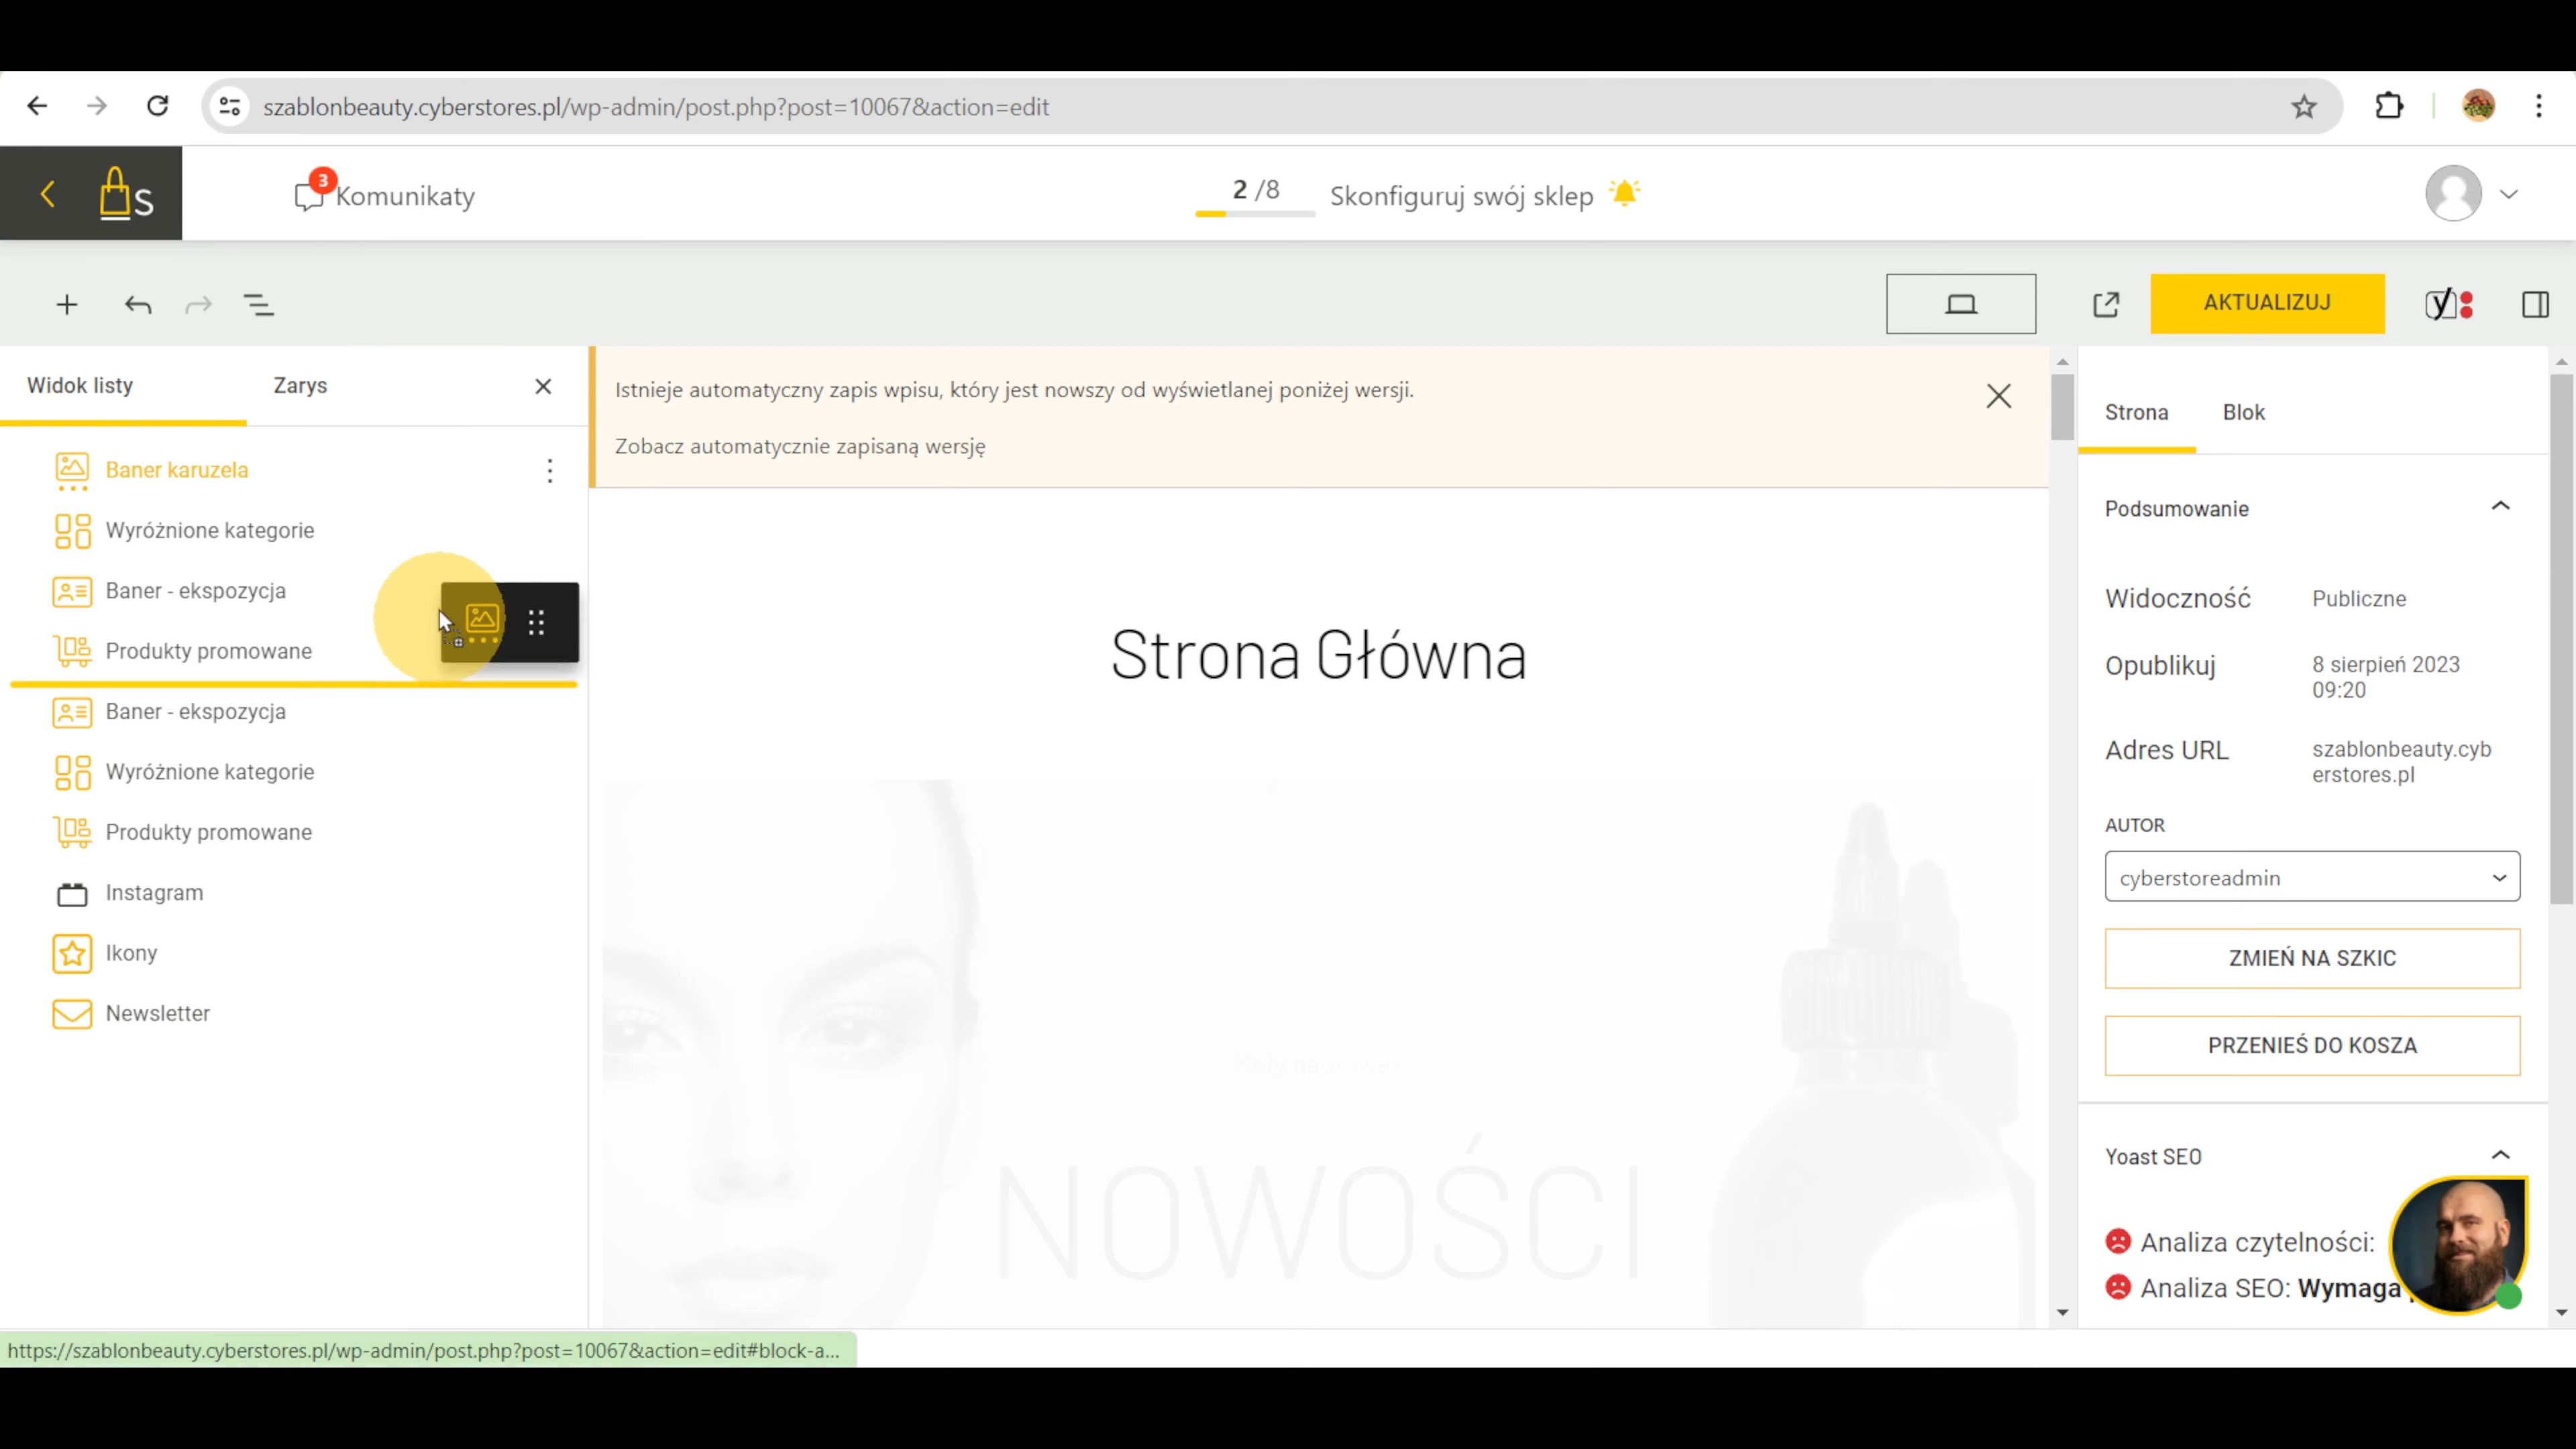 szablonbeauty.cyberstores.pl/wp-admin/post.php?post=10067&action=edit
S
3
Komunikaty
2 /8
Skonfiguruj swój sklep
AKTUALIZUJ
Widok listy
Zarys
Baner karuzela
Wyróżnione kategorie
Baner - ekspozycja
Produkty promowane
Baner - ekspozycja
Wyróżnione kategorie
Produkty promowane
Instagram
Ikony
Newsletter
Istnieje automatyczny zapis wpisu, który jest nowszy od wyświetlanej poniżej wersji.
Zobacz automatycznie zapisaną wersję
Strona Główna
NOWOŚCI
Strona
Blok
Podsumowanie
Widoczność
Publiczne
Opublikuj
8 sierpień 2023
09:20
Adres URL
szablonbeauty.cyb
erstores.pl
AUTOR
cyberstoreadmin
ZMIEŃ NA SZKIC
PRZENIEŚ DO KOSZA
Yoast SEO
Analiza czytelności:
Analiza SEO: Wymaga
https://szablonbeauty.cyberstores.pl/wp-admin/post.php?post=10067&action=edit#block-a...